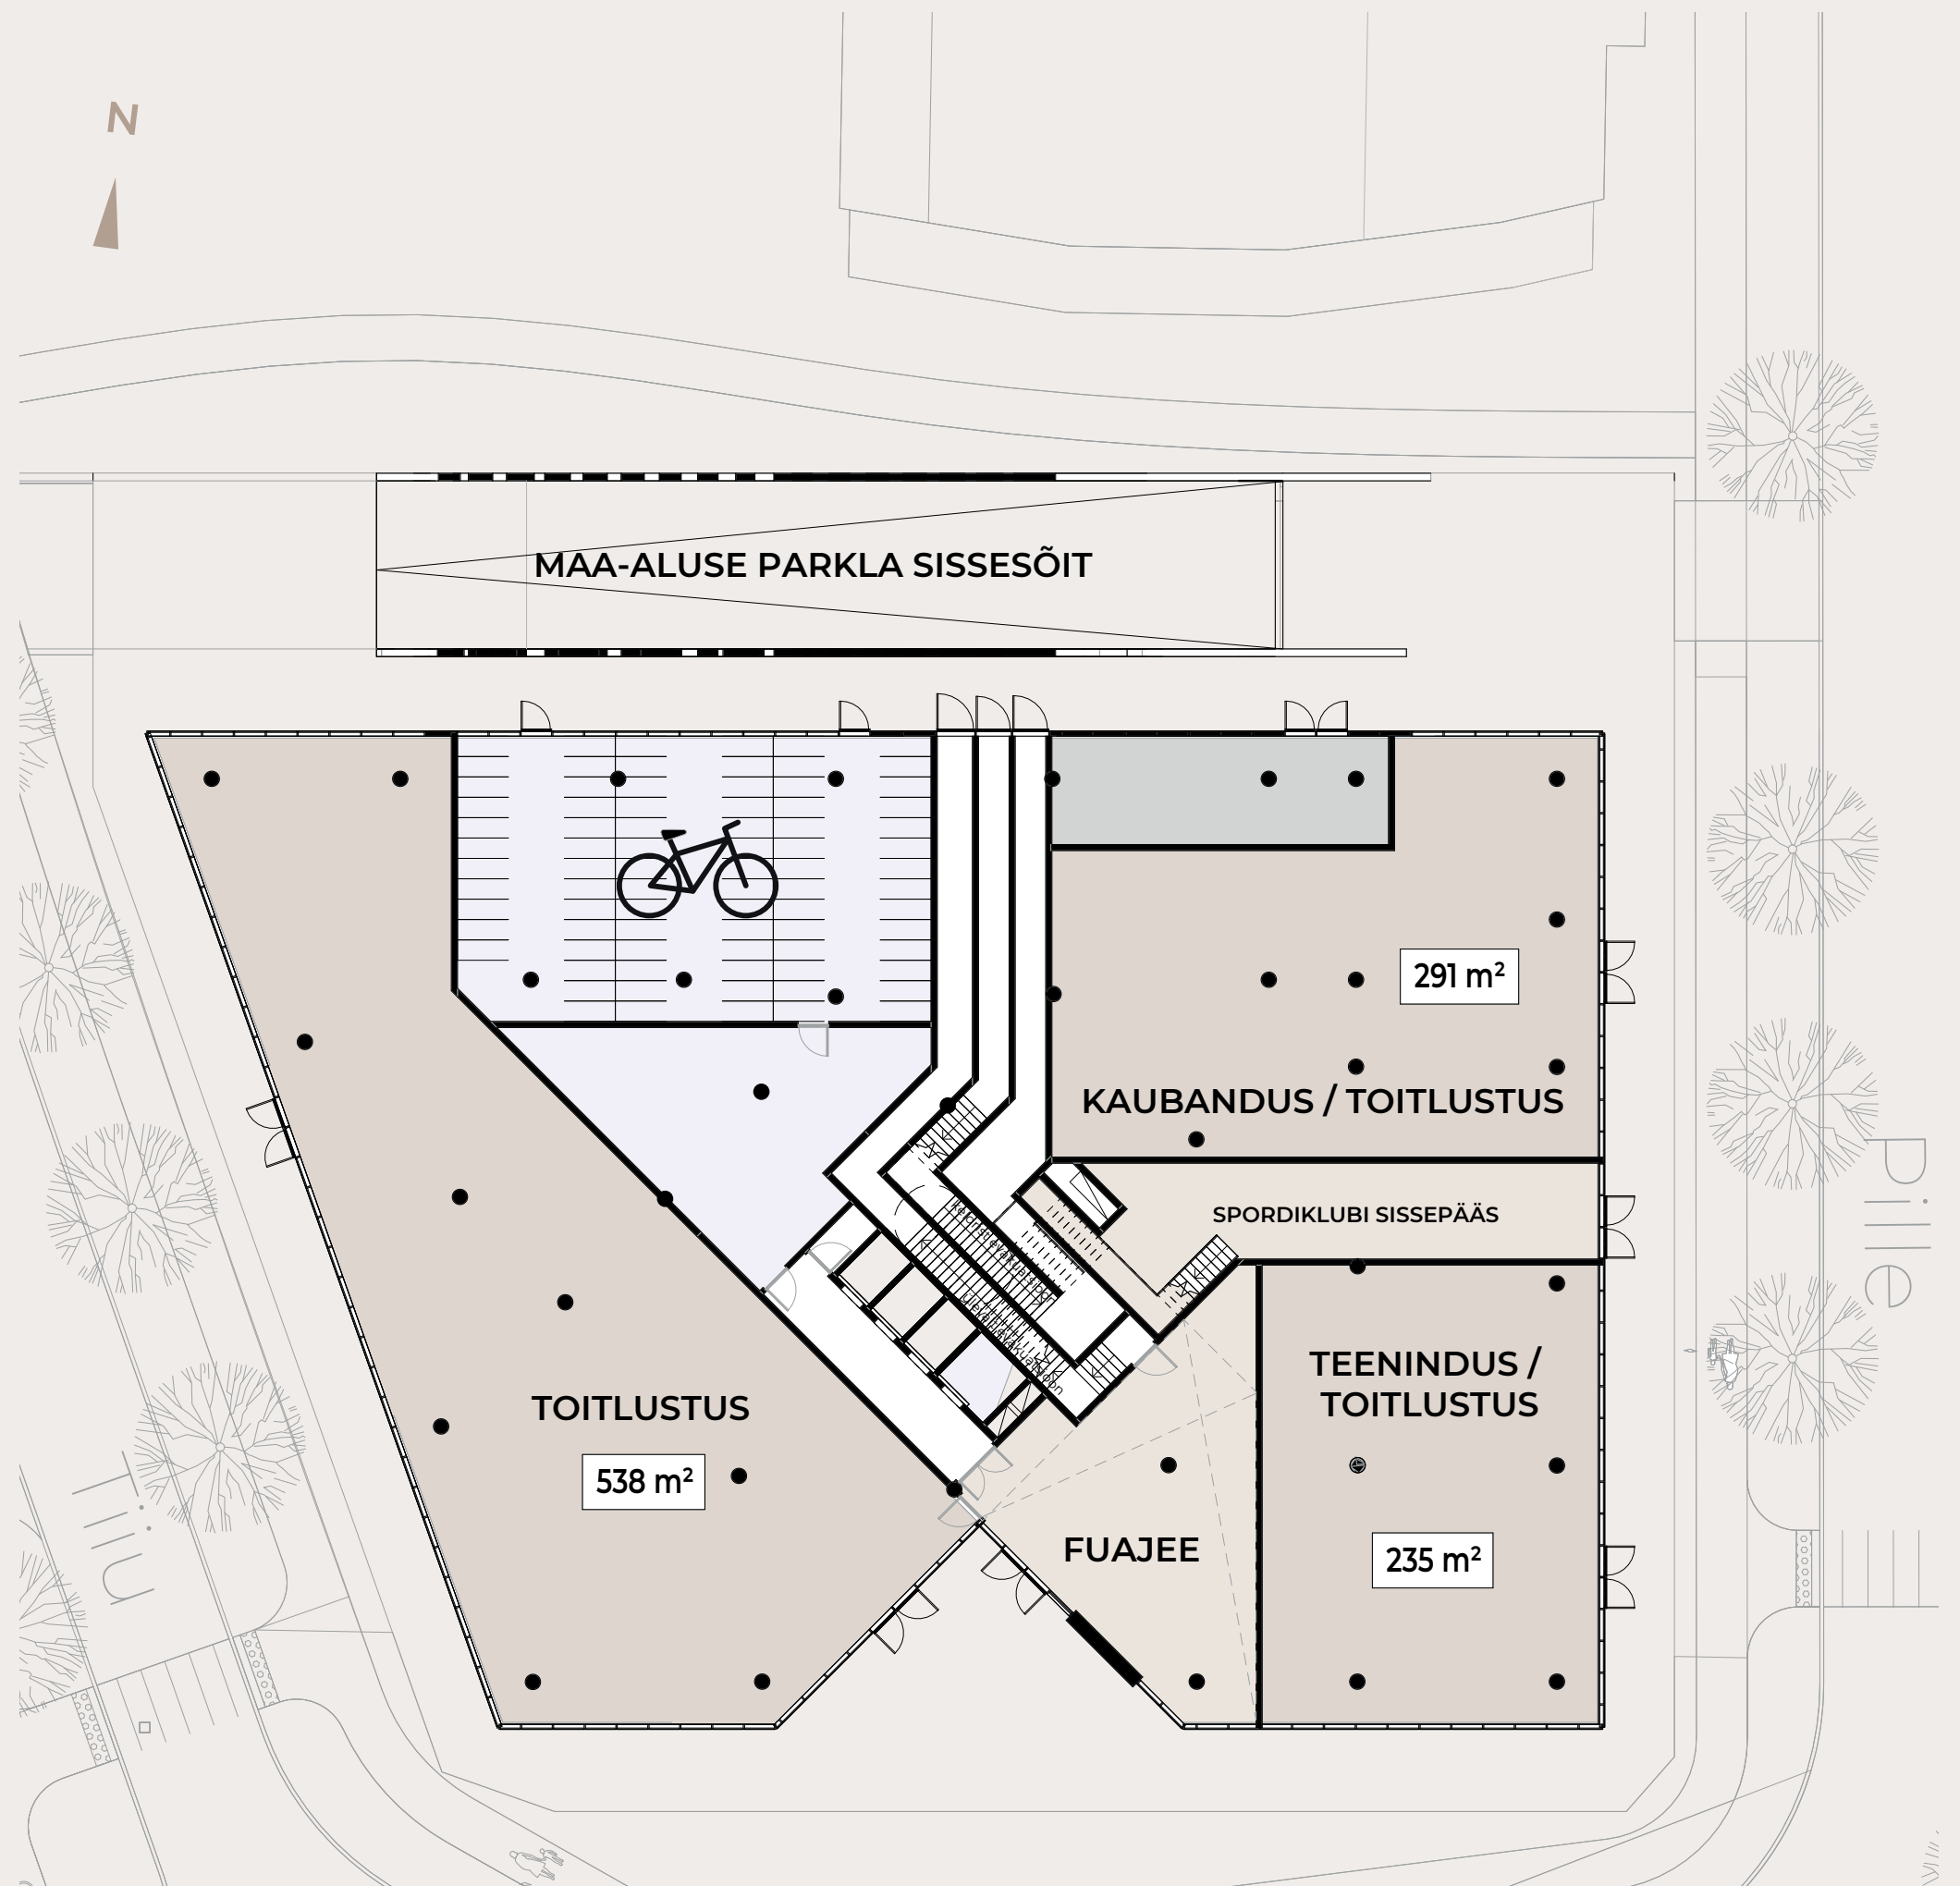 N
MAA-ALUSE PARKLA SISSESÕIT
291 m²
KAUBANDUS / TOITLUSTUS
SPORDIKLUBI SISSEPÄÄS
Pille
TEENINDUS /
TOITLUSTUS
TOITLUSTUS
538 m²
Tiiu
FUAJEE
235 m²